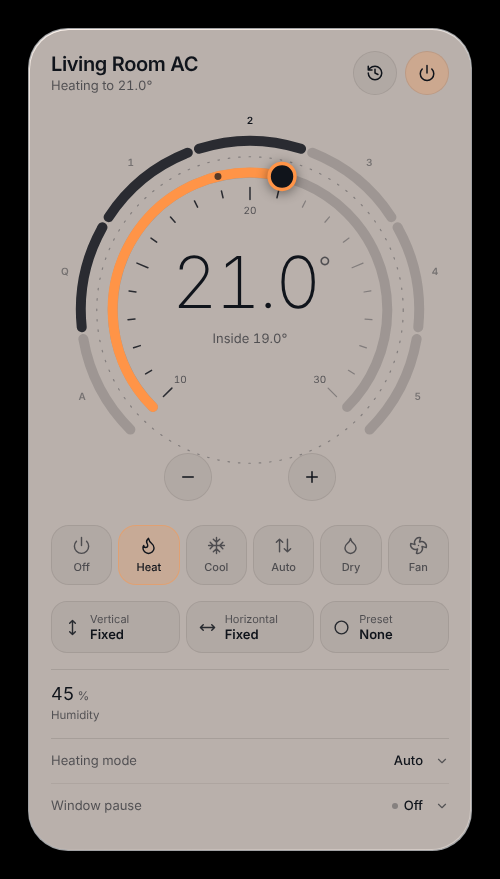 Living Room AC
Heating to 21.0°
2
1
3
20
Q
4
21.0°
Inside 19.0°
10
30
A
5
Off
Heat
Cool
Auto
Dry
Fan
Vertical
Fixed
Horizontal
Fixed
Preset
None
45 %
Humidity
Heating mode
Auto
Window pause
Off